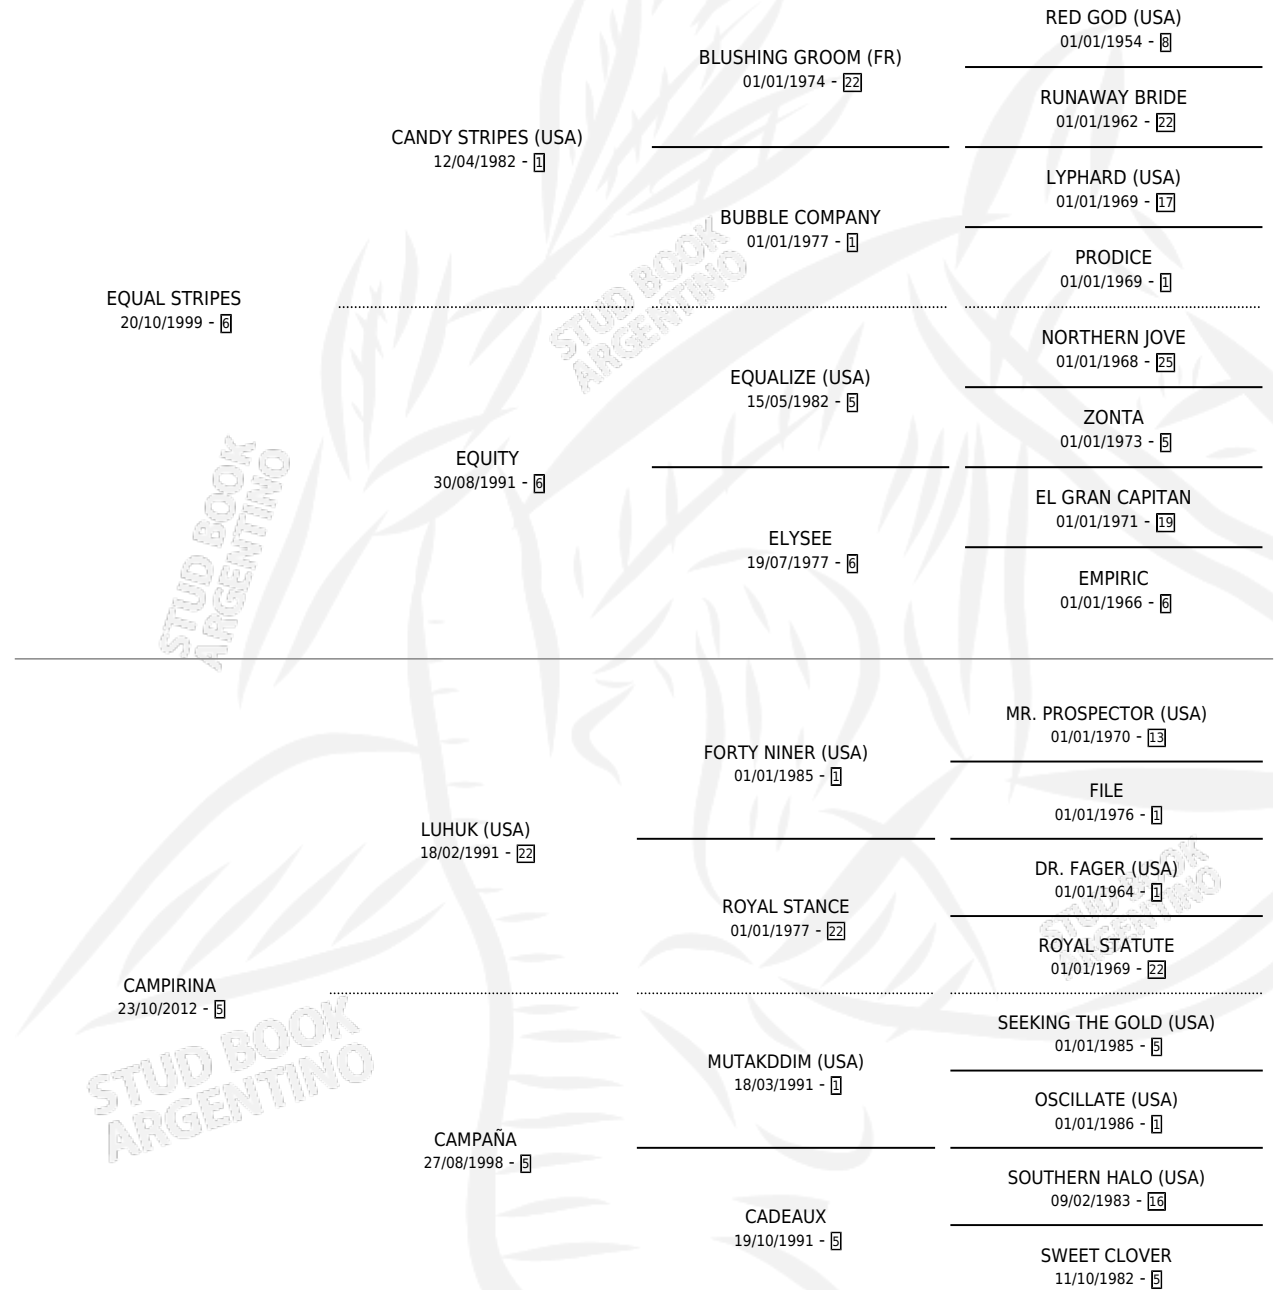 RED GOD (USA)
01/01/1954 - 8
BLUSHING GROOM (FR)
01/01/1974 - 22
RUNAWAY BRIDE
01/01/1962 - 22
CANDY STRIPES (USA)
12/04/1982 - 1
LYPHARD (USA)
01/01/1969 - 17
BUBBLE COMPANY
01/01/1977 - 1
PRODICE
01/01/1969 - 1
EQUAL STRIPES
20/10/1999 - 6
STUD BOOK
ARGENTINO
NORTHERN JOVE
01/01/1968 - 25
EQUALIZE (USA)
15/05/1982 - 5
ZONTA
01/01/1973 - 5
EQUITY
30/08/1991 - 6
EL GRAN CAPITAN
01/01/1971 - 19
ELYSEE
19/07/1977 - 6
EMPIRIC
01/01/1966 - 6
STUD BOOK
ARGENTINO
MR. PROSPECTOR (USA)
01/01/1970 - 13
FORTY NINER (USA)
01/01/1985 - 1
FILE
01/01/1976 - 1
LUHUK (USA)
18/02/1991 - 22
DR. FAGER (USA)
01/01/1964 - 1
STUD BOOK
ARGENTINO
ROYAL STANCE
01/01/1977 - 22
ROYAL STATUTE
01/01/1969 - 22
CAMPIRINA
23/10/2012 - 5
STUD BOOK
ARGENTINO
SEEKING THE GOLD (USA)
01/01/1985 - 5
MUTAKDDIM (USA)
18/03/1991 - 1
OSCILLATE (USA)
01/01/1986 - 1
CAMPAÑA
27/08/1998 - 5
SOUTHERN HALO (USA)
09/02/1983 - 16
CADEAUX
19/10/1991 - 5
SWEET CLOVER
11/10/1982 - 5